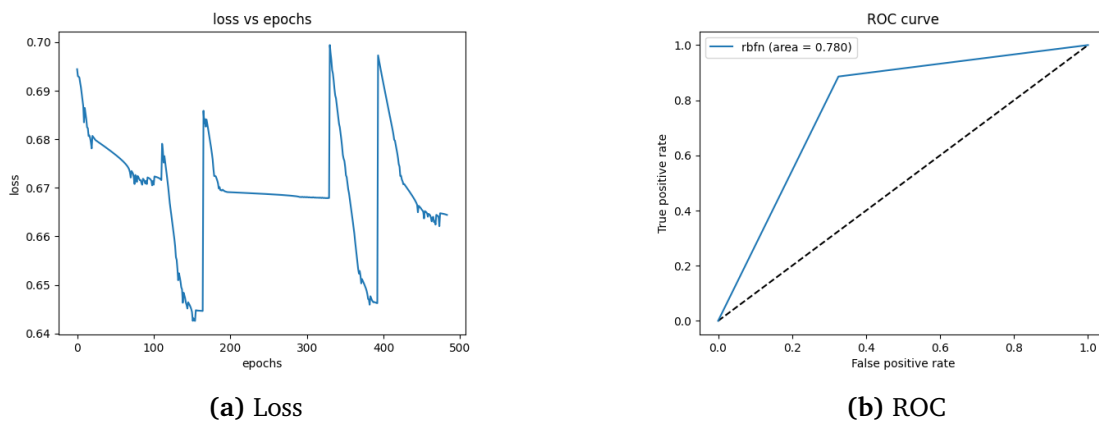 loss vs epochs
0.70
0.69
0.68
0.67
0.66
0.65
0.64
loss
0
100
200
300
400
500
epochs
(a) Loss
ROC curve
rbfn (area = 0.780)
1.0
0.8
0.6
0.4
0.2
0.0
True positive rate
0.0
0.2
0.4
0.6
0.8
1.0
False positive rate
(b) ROC